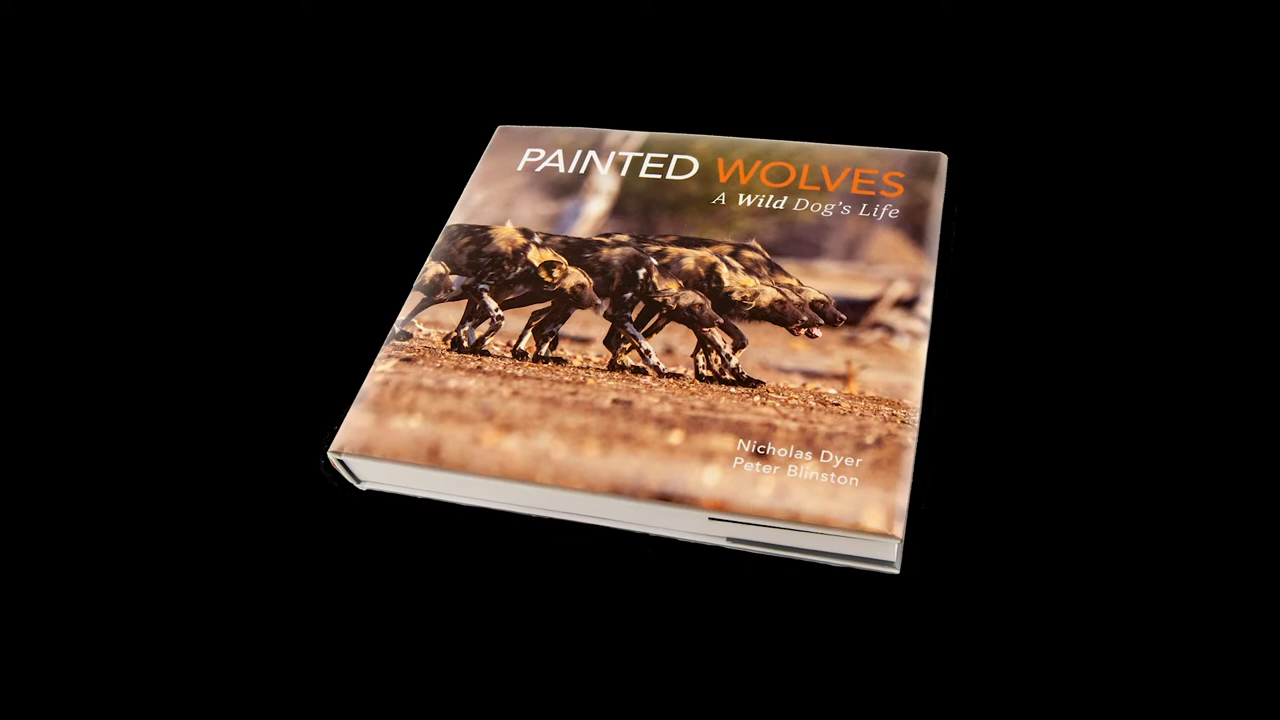 PAINTED WOLVES
A Wild Dog's Life
Nicholas Dyer
Peter Blinston